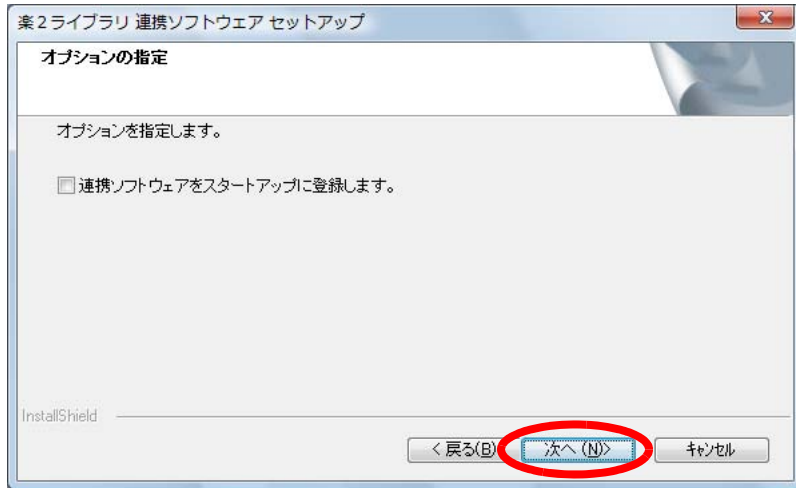 楽2ライブラリ 連携ソフトウェア セットアップ
オプションの指定
オプションを指定します。
連携ソフトウェアをスタートアップに登録します。
InstallShield
< 戻る(B) 次へ(N)> キャンセル